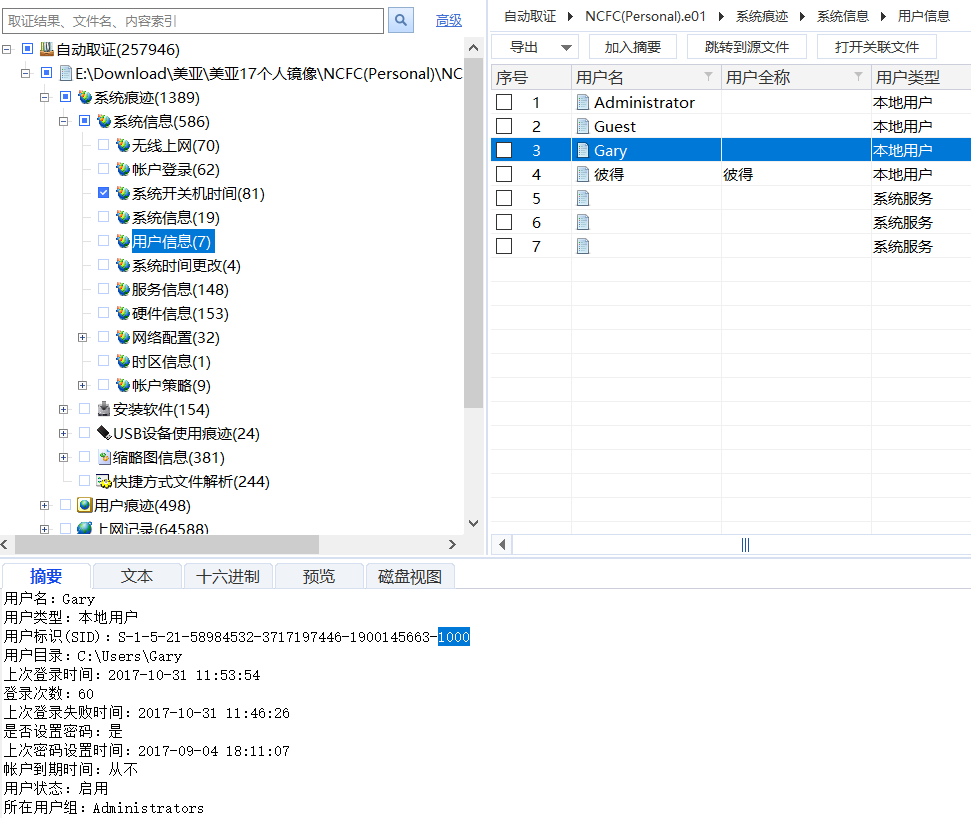 取证结果、文件名、内容索引
高级
自动取证(257946)
E:\Download\美亚\美亚17个人镜像\NCFC(Personal)\NC
系统痕迹(1389)
系统信息(586)
无线上网(70)
帐户登录(62)
系统开关机时间(81)
系统信息(19)
用户信息(7)
系统时间更改(4)
服务信息(148)
硬件信息(153)
网络配置(32)
时区信息(1)
帐户策略(9)
安装软件(154)
USB设备使用痕迹(24)
缩略图信息(381)
快捷方式文件解析(244)
用户痕迹(498)
上网记录(64588)
自动取证 NCFC(Personal).e01 系统痕迹 系统信息 用户信息
导出 加入摘要 跳转到源文件 打开关联文件
序号 用户名 用户全称 用户类型
1 Administrator 本地用户
2 Guest 本地用户
3 Gary 本地用户
4 彼得 彼得 本地用户
5 系统服务
6 系统服务
7 系统服务
摘要 文本 十六进制 预览 磁盘视图
用户名：Gary
用户类型：本地用户
用户标识(SID)：S-1-5-21-58984532-3717197446-1900145663-1000
用户目录：C:\Users\Gary
上次登录时间：2017-10-31 11:53:54
登录次数：60
上次登录失败时间：2017-10-31 11:46:26
是否设置密码：是
上次密码设置时间：2017-09-04 18:11:07
帐户到期时间：从不
用户状态：启用
所在用户组：Administrators